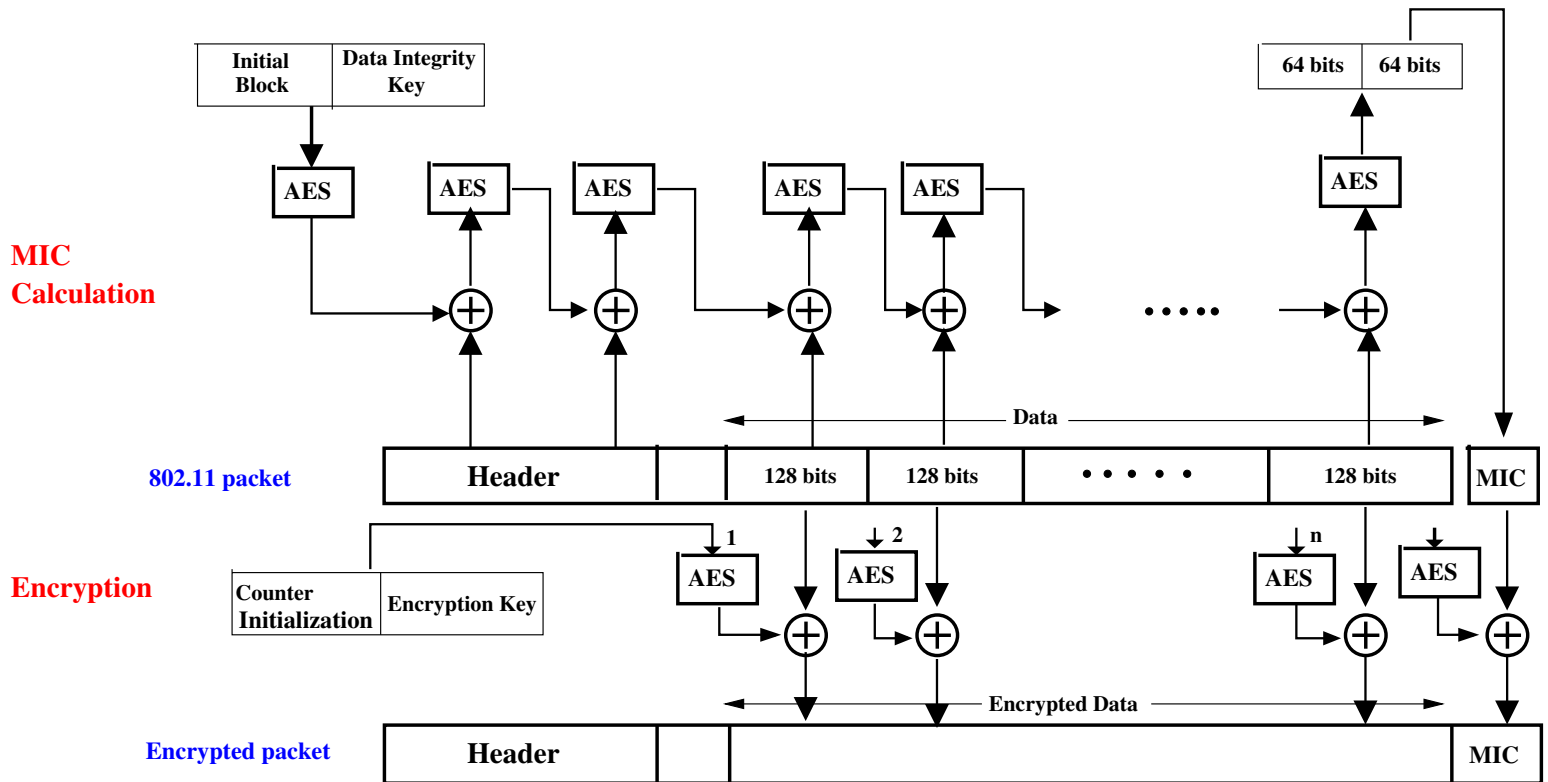 Initial
Block
Data Integrity
Key
64 bits
64 bits
AES
AES
AES
AES
AES
AES
MIC
Calculation
Data
802.11 packet
Header
128 bits
128 bits
• • • • •
128 bits
MIC
1
2
n
Encryption
Counter
Initialization
Encryption Key
AES
AES
AES
AES
Encrypted Data
Encrypted packet
Header
MIC